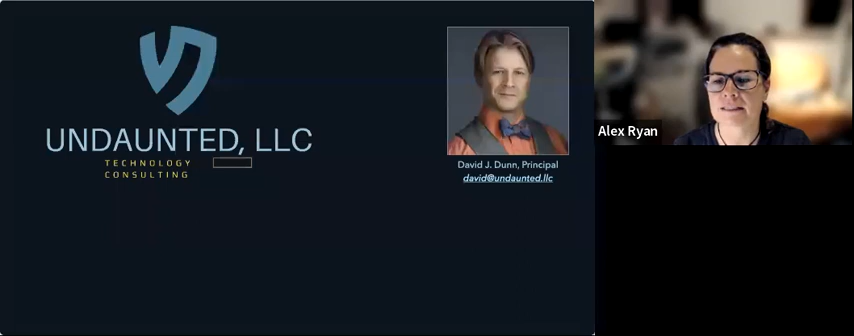 UNDAUNTED, LLC
TECHNOLOGY
CONSULTING
David J. Dunn, Principal
david@undaunted.llc
Alex Ryan